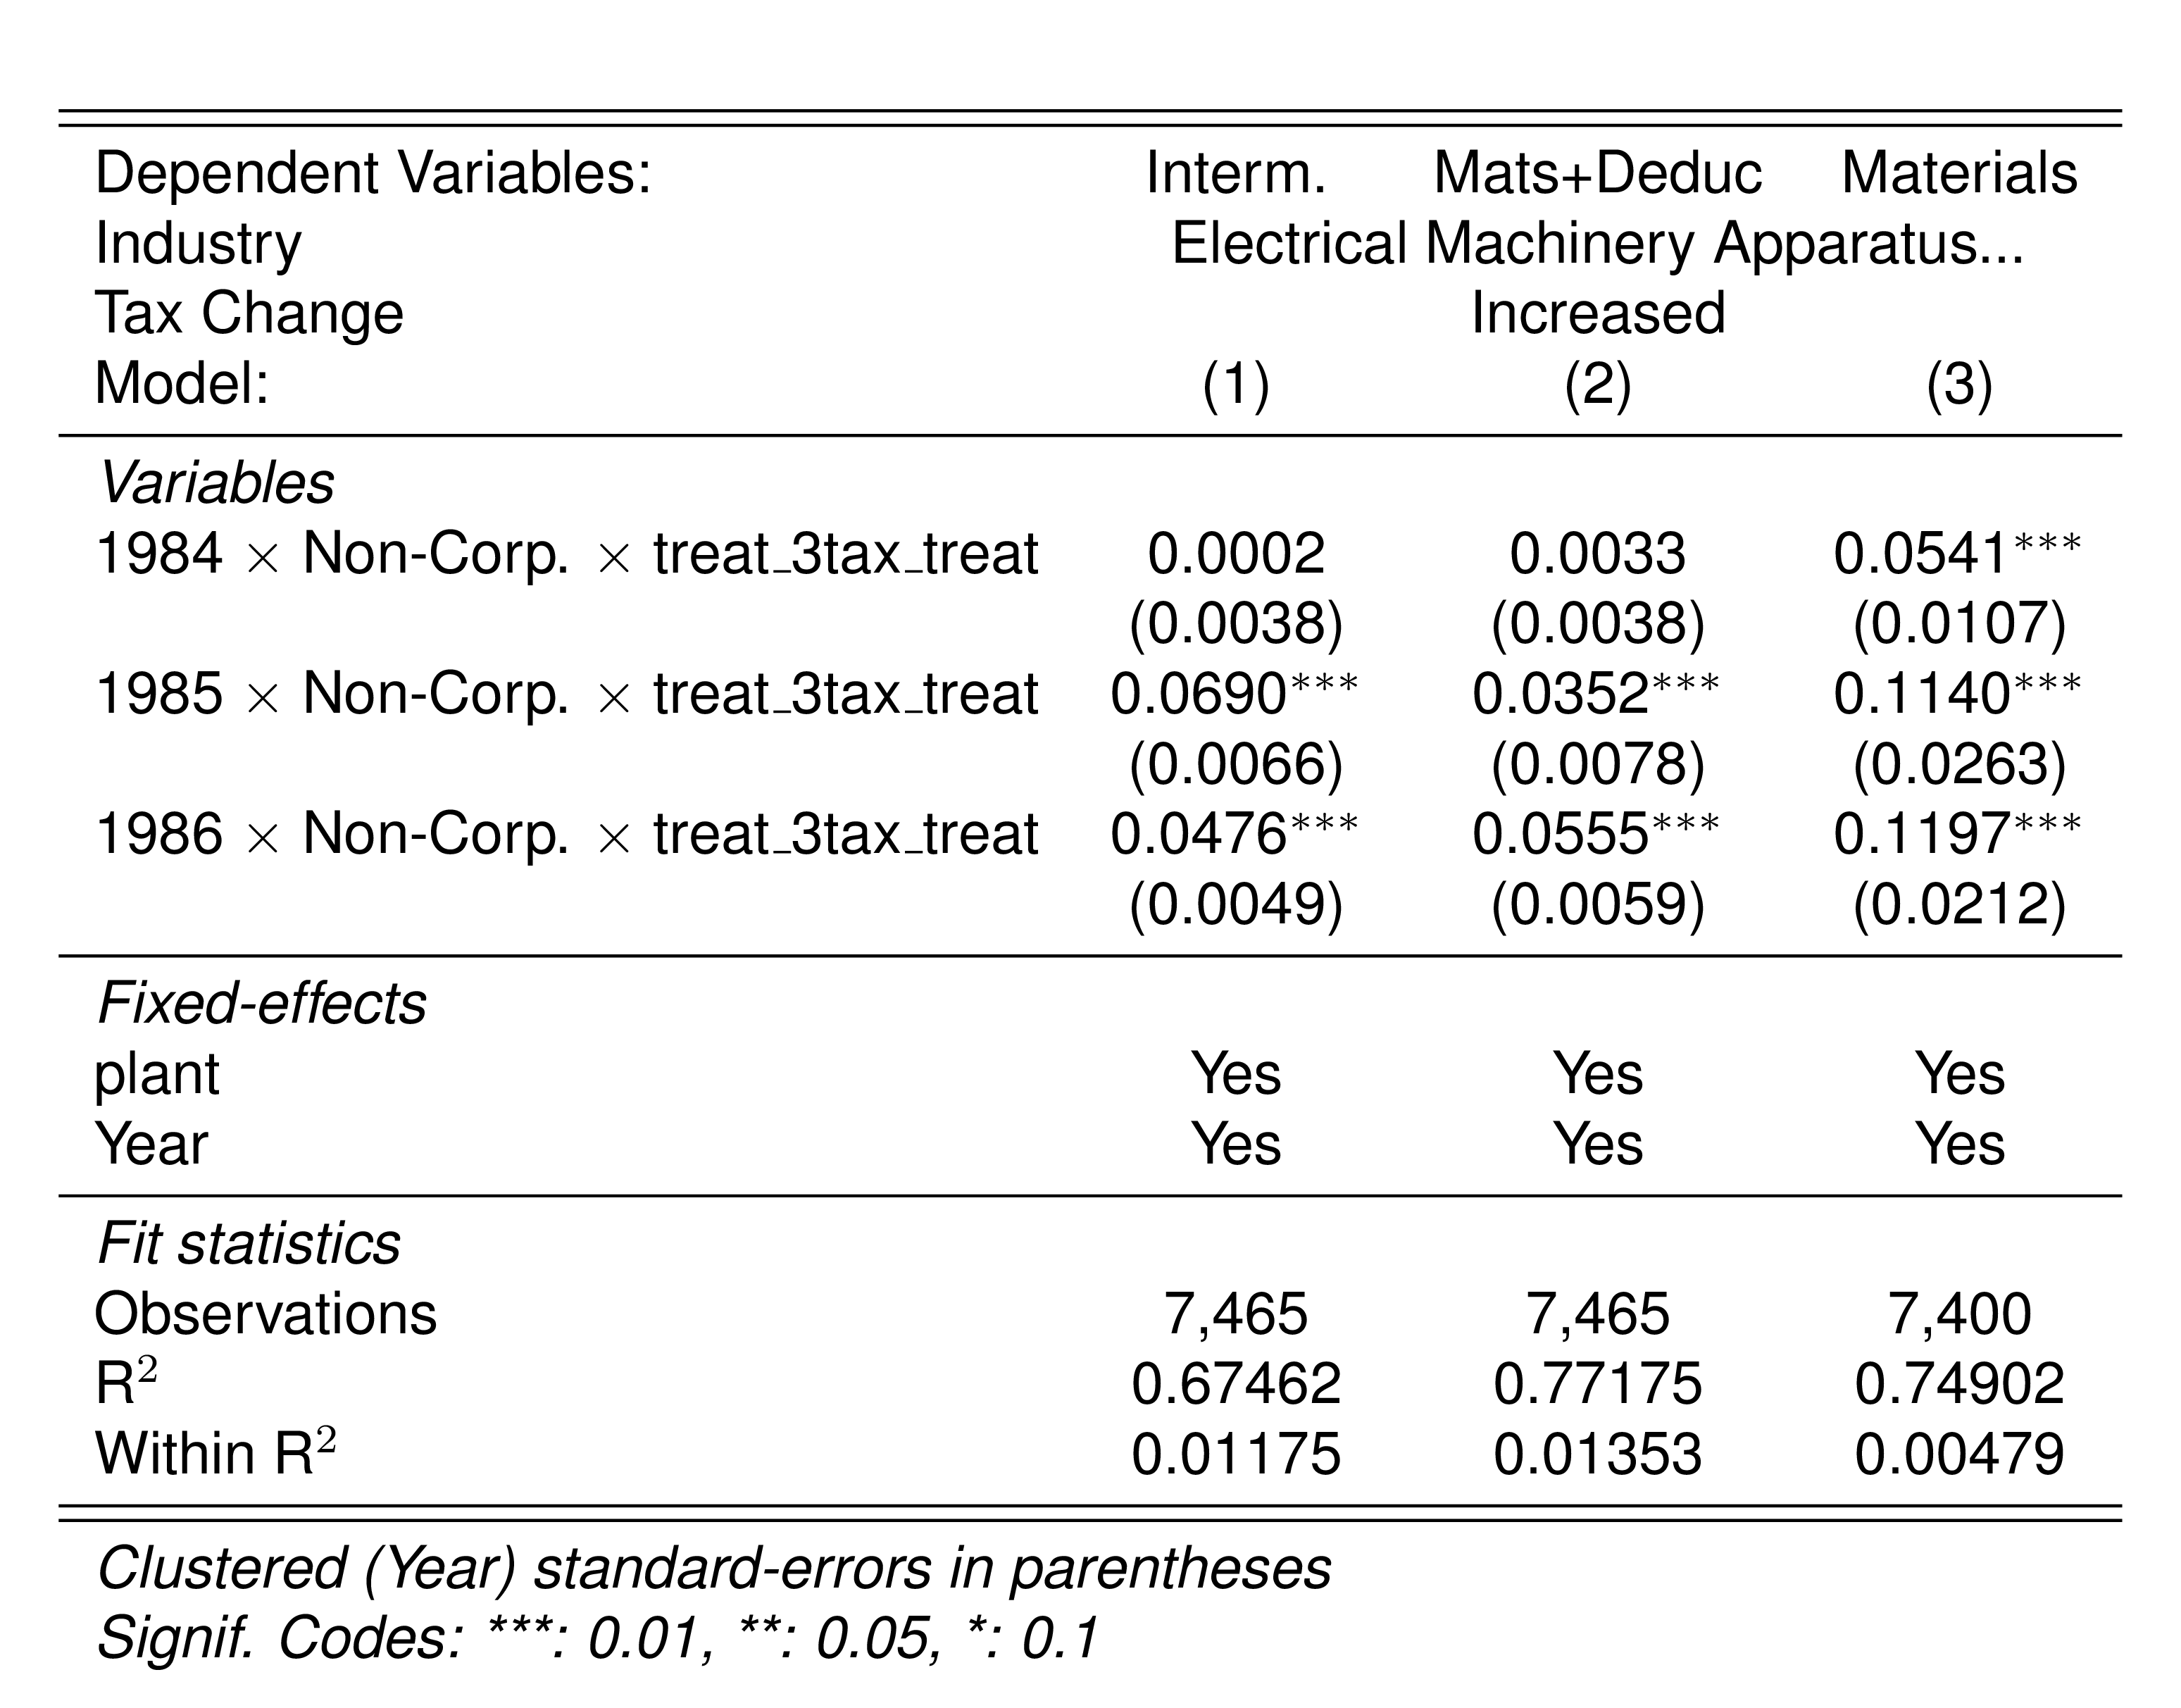 Dependent Variables: Interm. Mats+Deduc Materials
Industry Electrical Machinery Apparatus...
Tax Change Increased
Model: (1) (2) (3)
Variables
1984 × Non-Corp. × treat_3tax_treat 0.0002 0.0033 0.0541***
(0.0038) (0.0038) (0.0107)
1985 × Non-Corp. × treat_3tax_treat 0.0690*** 0.0352*** 0.1140***
(0.0066) (0.0078) (0.0263)
1986 × Non-Corp. × treat_3tax_treat 0.0476*** 0.0555*** 0.1197***
(0.0049) (0.0059) (0.0212)
Fixed-effects
plant Yes Yes Yes
Year Yes Yes Yes
Fit statistics
Observations 7,465 7,465 7,400
R² 0.67462 0.77175 0.74902
Within R² 0.01175 0.01353 0.00479
Clustered (Year) standard-errors in parentheses
Signif. Codes: ***: 0.01, **: 0.05, *: 0.1